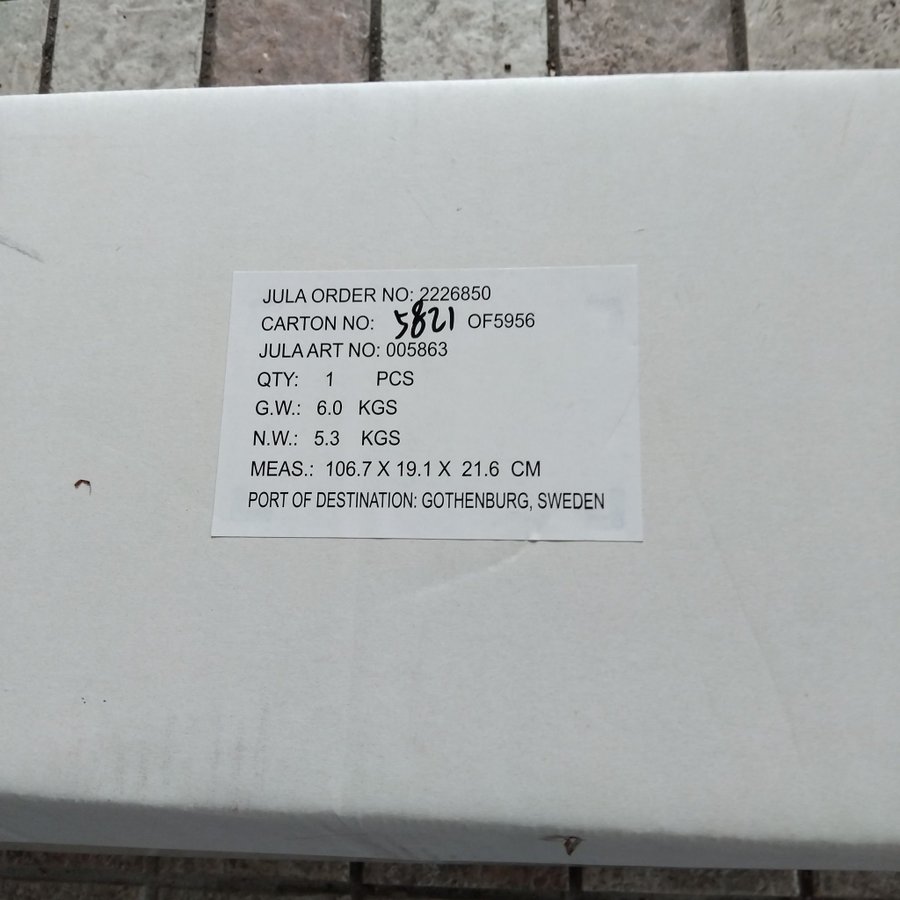 JULA ORDER NO: 2226850
CARTON NO: 5821 OF5956
JULA ART NO: 005863
QTY: 1 PCS
G.W.: 6.0 KGS
N.W.: 5.3 KGS
MEAS.: 106.7 X 19.1 X 21.6 CM
PORT OF DESTINATION: GOTHENBURG, SWEDEN